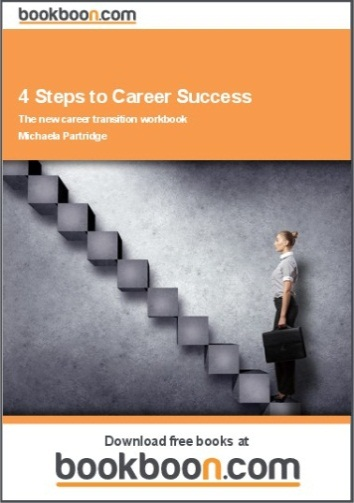 bookboon.com
4 Steps to Career Success
The new career transition workbook
Michaela Partridge
Download free books at
bookboon.com